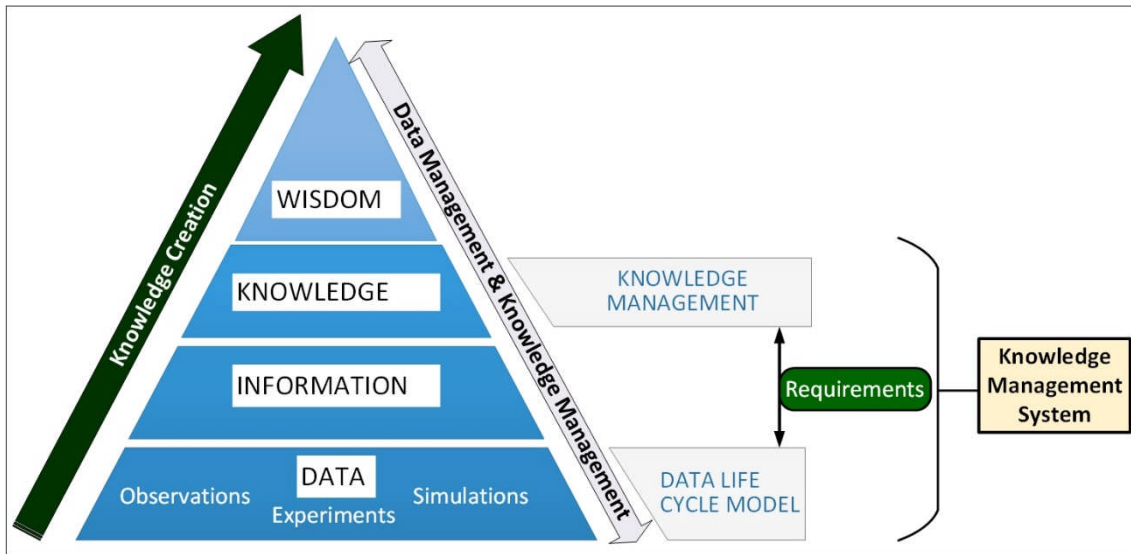 Knowledge Creation
WISDOM
KNOWLEDGE
INFORMATION
DATA
Observations
Experiments
Simulations
Data Management & Knowledge Management
KNOWLEDGE
MANAGEMENT
Requirements
DATA LIFE
CYCLE MODEL
Knowledge
Management
System